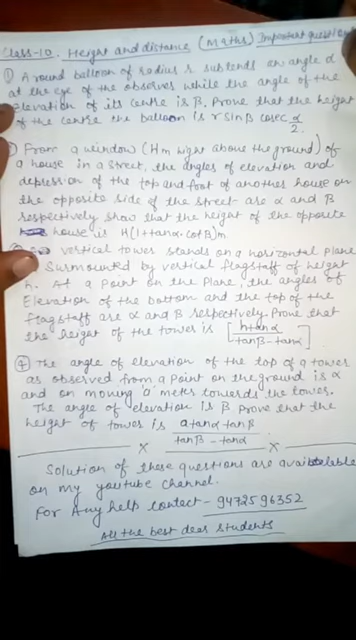 Class-10. Height and distance (Maths) Important question
① A round balloon of radius r subtends an angle α
at the eye of the observer while the angle of the
elevation of its centre is β. Prove that the height
of the centre the balloon is r sinβ cosec α/2.
From a window (Hm hight above the ground) of
a house in a street, the angles of elevation and
depression of the top and foot of another house on
the opposite side of the street are α and β
respectively show that the height of the opposite
house is H(1+tanα.cotβ)m.
vertical tower stands on a horizontal plane
Surmounted by vertical flagstaff of height
h. At a Point on the Plane, the angles of
Elevation of the bottom and the top of the
flagstaff are α and β respectively. Prove that
the height of the tower is [h tanα / tanβ - tanα]
④ The angle of elevation of the top of a tower
as observed from a Point on the ground is α
and on moving 'a' meter towards the tower.
The angle of elevation is β prove that the
height of tower is a tanα tanβ / tanβ - tanα
x x
Solution of these questions are available
on my youtube channel.
For Any help contect - 9472596352
All the best dear students